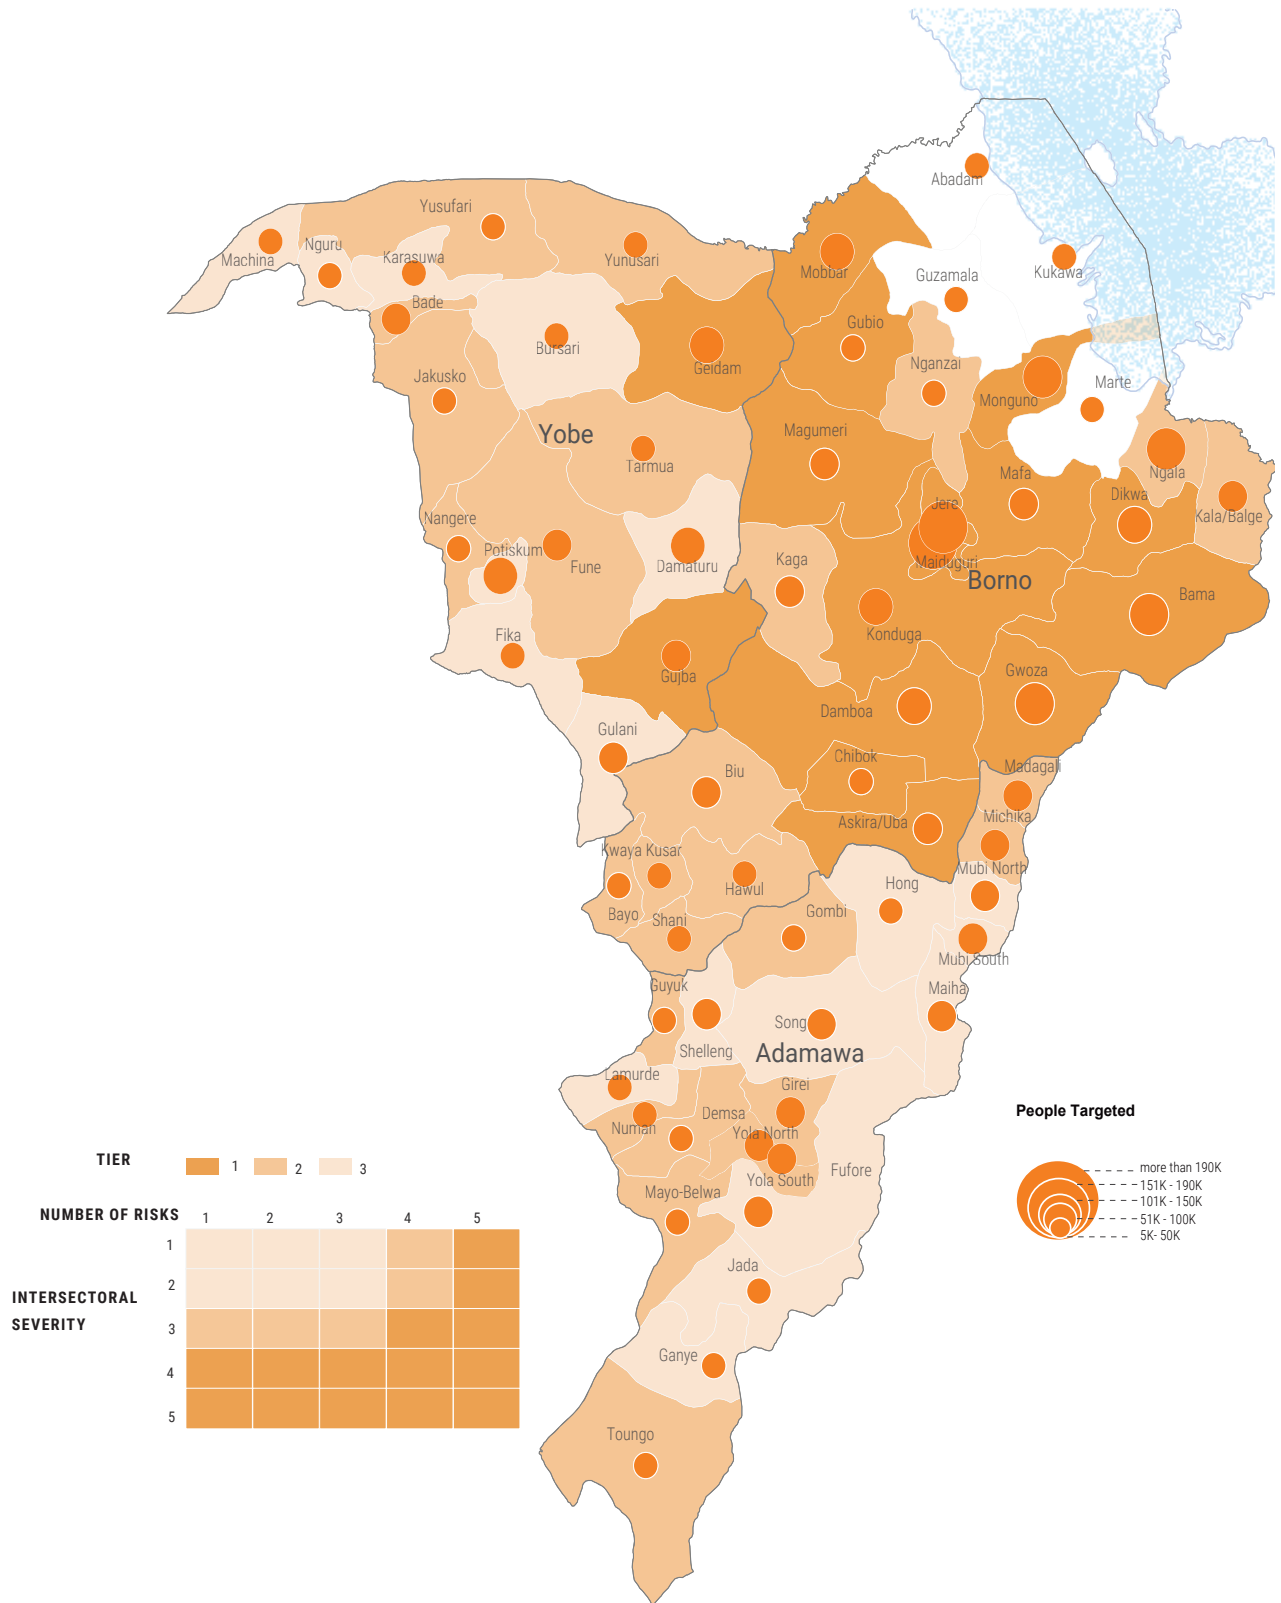 Abadam
Yusufari
Machina
Nguru
Karasuwa
Yunusari
Mobbar
Guzamala
Kukawa
Bade
Gubio
Bursari
Geidam
Nganzai
Jakusko
Monguno
Marte
Yobe
Magumeri
Tarmua
Mafa
Ngala
Jere
Dikwa
Nangere
Kala/Balge
Potiskum
Fune
Damaturu
Kaga
Maiduguri
Borno
Bama
Konduga
Fika
Gujba
Gwoza
Damboa
Gulani
Chibok
Madagali
Biu
Michika
Askira/Uba
Kwaya Kusar
Mubi North
Hawul
Hong
Bayo
Shani
Gombi
Mubi South
Guyuk
Maiha
Song
Shelleng
Adamawa
Lamurde
Girei
Demsa
Numan
Yola North
Fufore
Yola South
Mayo-Belwa
Jada
Ganye
Toungo
People Targeted
more than 190K
151K - 190K
101K - 150K
51K - 100K
5K- 50K
TIER 1 2 3
NUMBER OF RISKS 1 2 3 4 5
INTERSECTORAL
SEVERITY
1
2
3
4
5